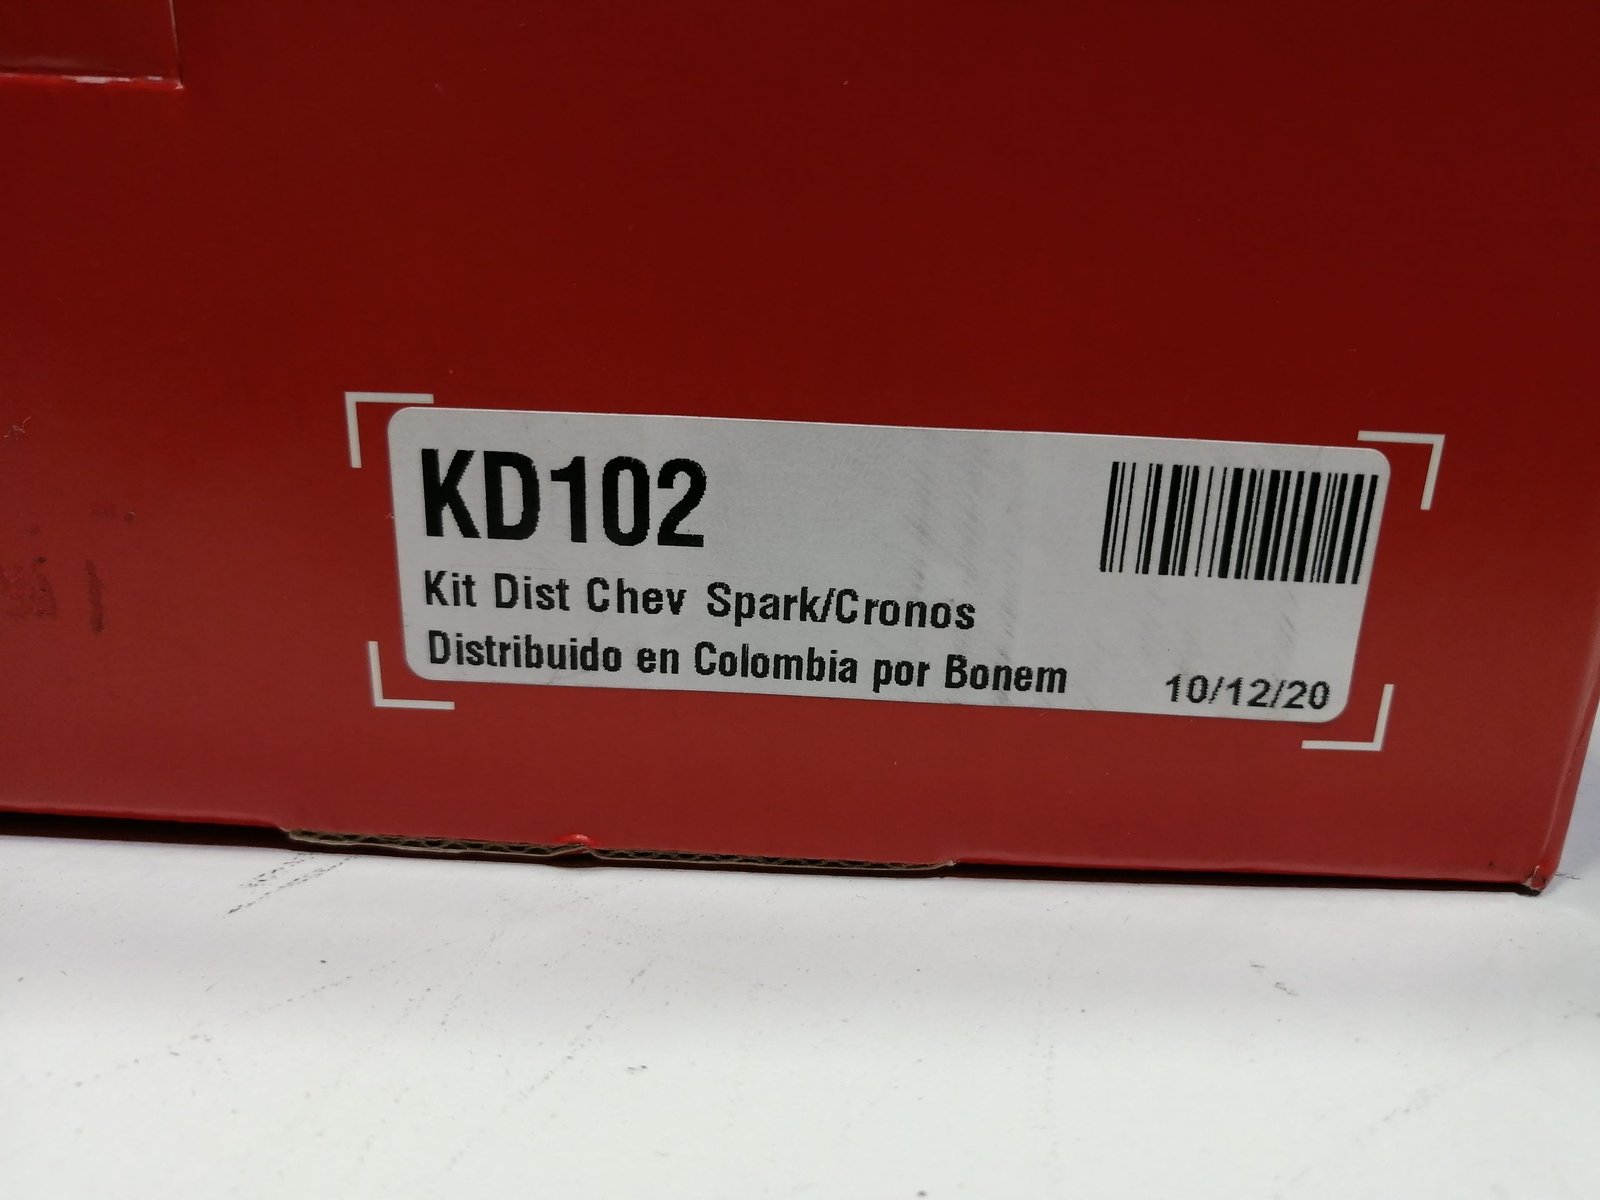 KD102
Kit Dist Chev Spark/Cronos
Distribuido en Colombia por Bonem
10/12/20